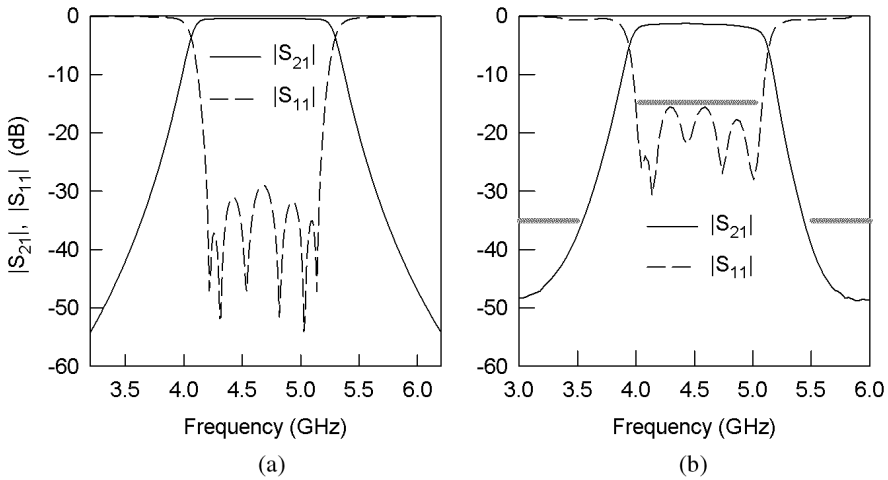 |S21|, |S11| (dB)
0
-10
-20
-30
-40
-50
-60
|S21|
|S11|
3.5 4.0 4.5 5.0 5.5 6.0
Frequency (GHz)
(a)
0
-10
-20
-30
-40
-50
-60
|S21|
|S11|
3.0 3.5 4.0 4.5 5.0 5.5 6.0
Frequency (GHz)
(b)